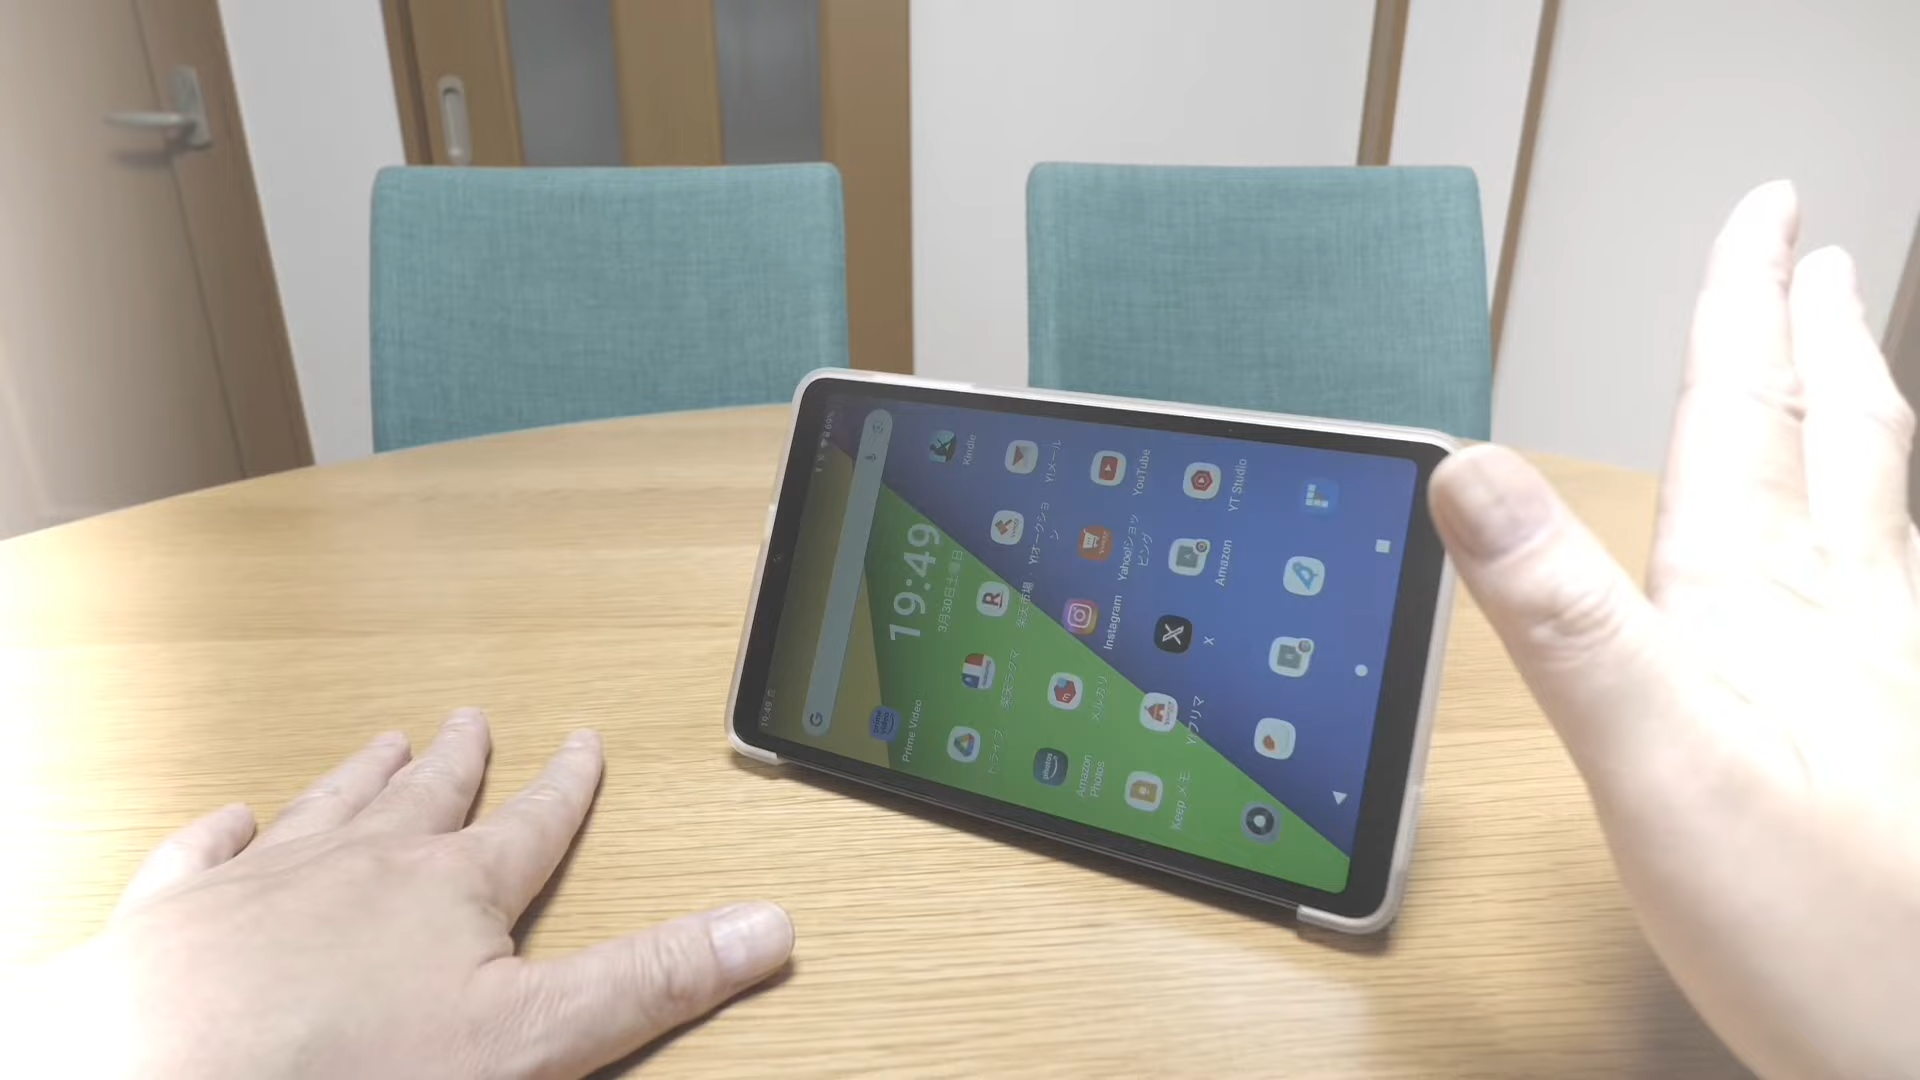 19:49
69%
19:49
3月30日土曜日
Prime Video
Kindle
ドライブ
楽天ラクマ
楽天市場
Y!オークショ
ン
Y!メール
Amazon
Photos
メルカリ
Instagram
Yahoo!ショッ
ピング
YouTube
Keep メモ
Y!フリマ
X
Amazon
YT Studio